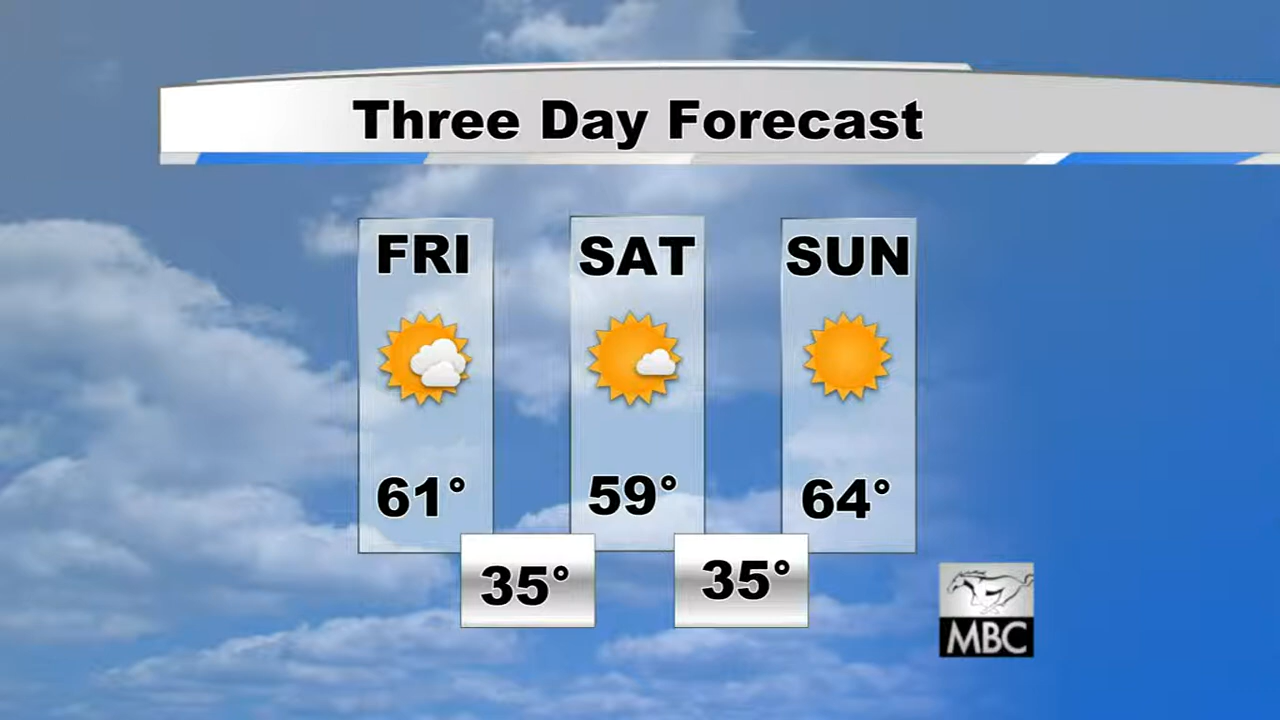 Three Day Forecast
FRI SAT SUN
61° 59° 64°
35° 35°
MBC